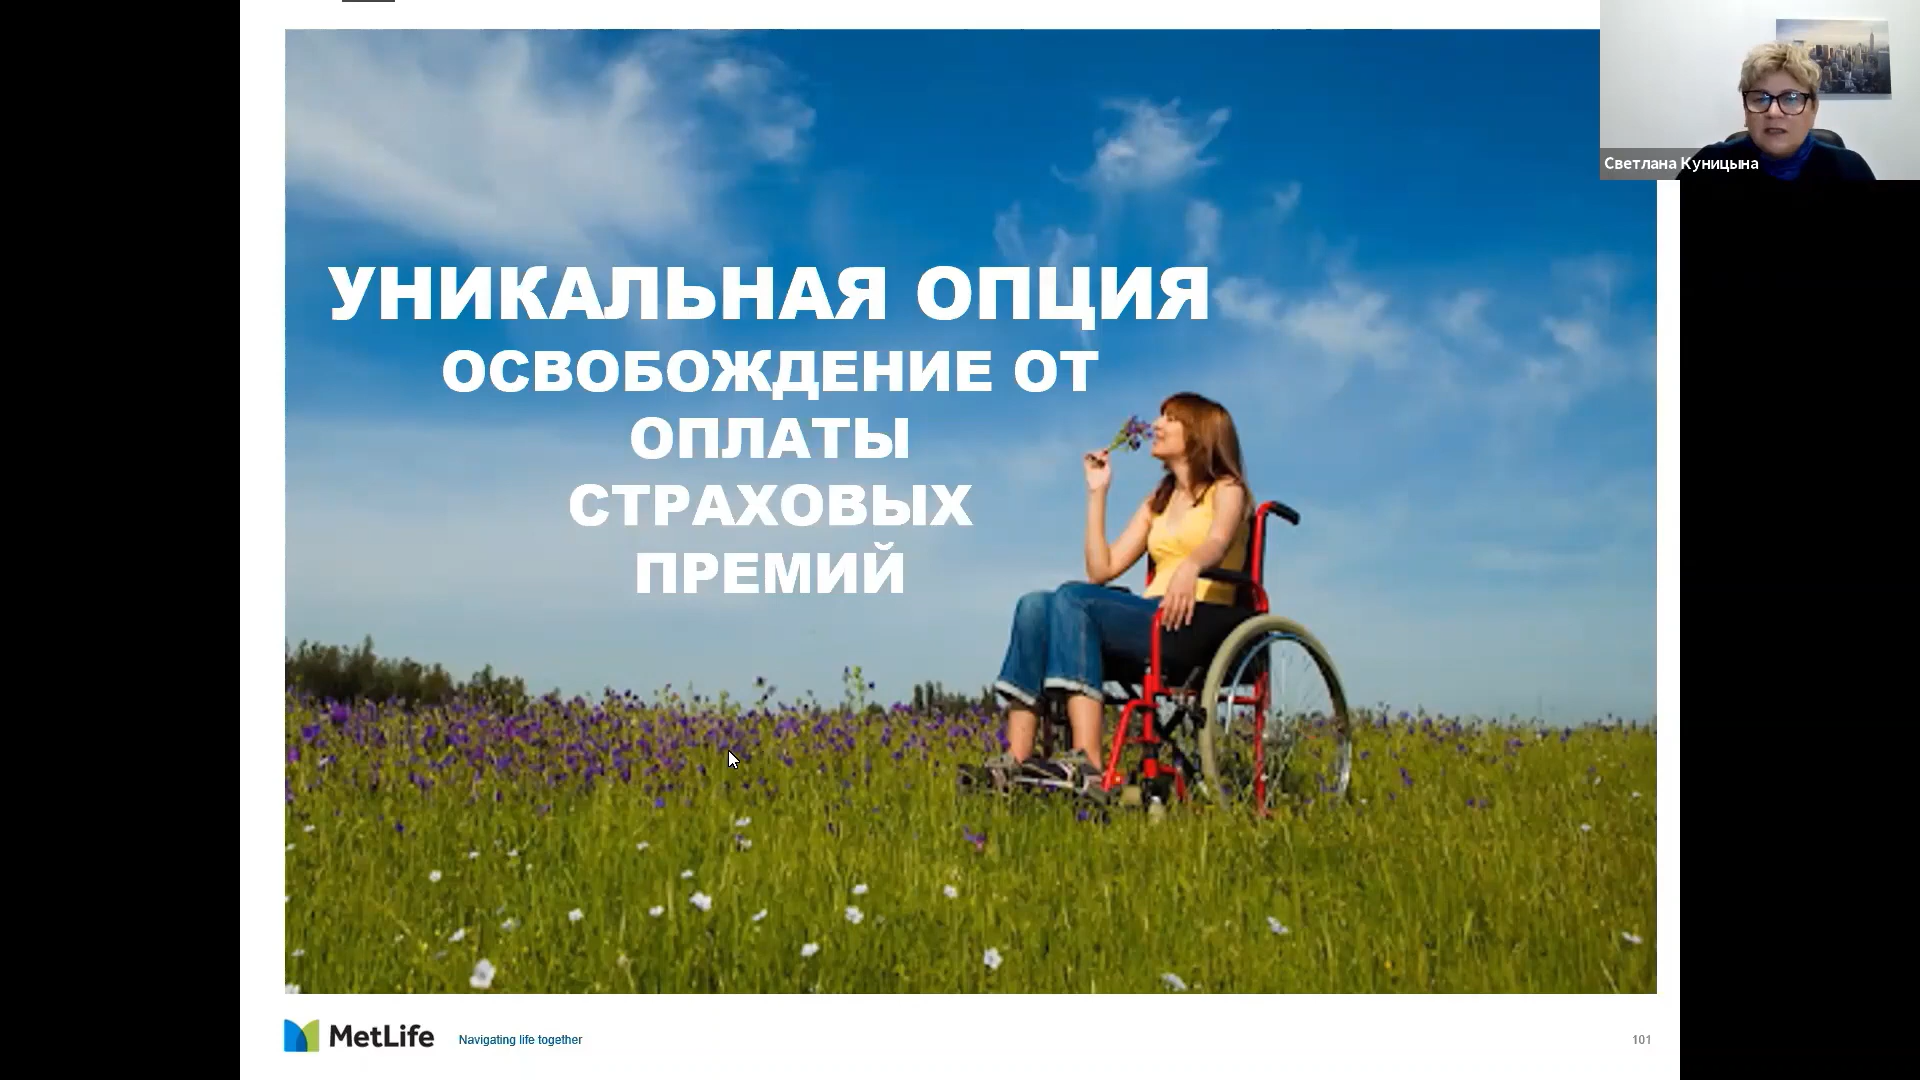 Светлана Куницына
УНИКАЛЬНАЯ ОПЦИЯ
ОСВОБОЖДЕНИЕ ОТ
ОПЛАТЫ
СТРАХОВЫХ
ПРЕМИЙ
MetLife
Navigating life together
101